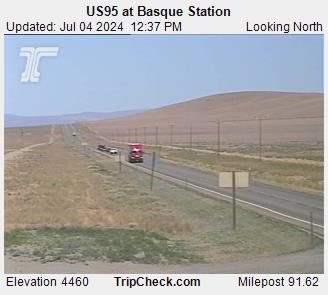 US95 at Basque Station
Updated: Jul 04 2024 12:37 PM Looking North
Elevation 4460 TripCheck.com Milepost 91.62